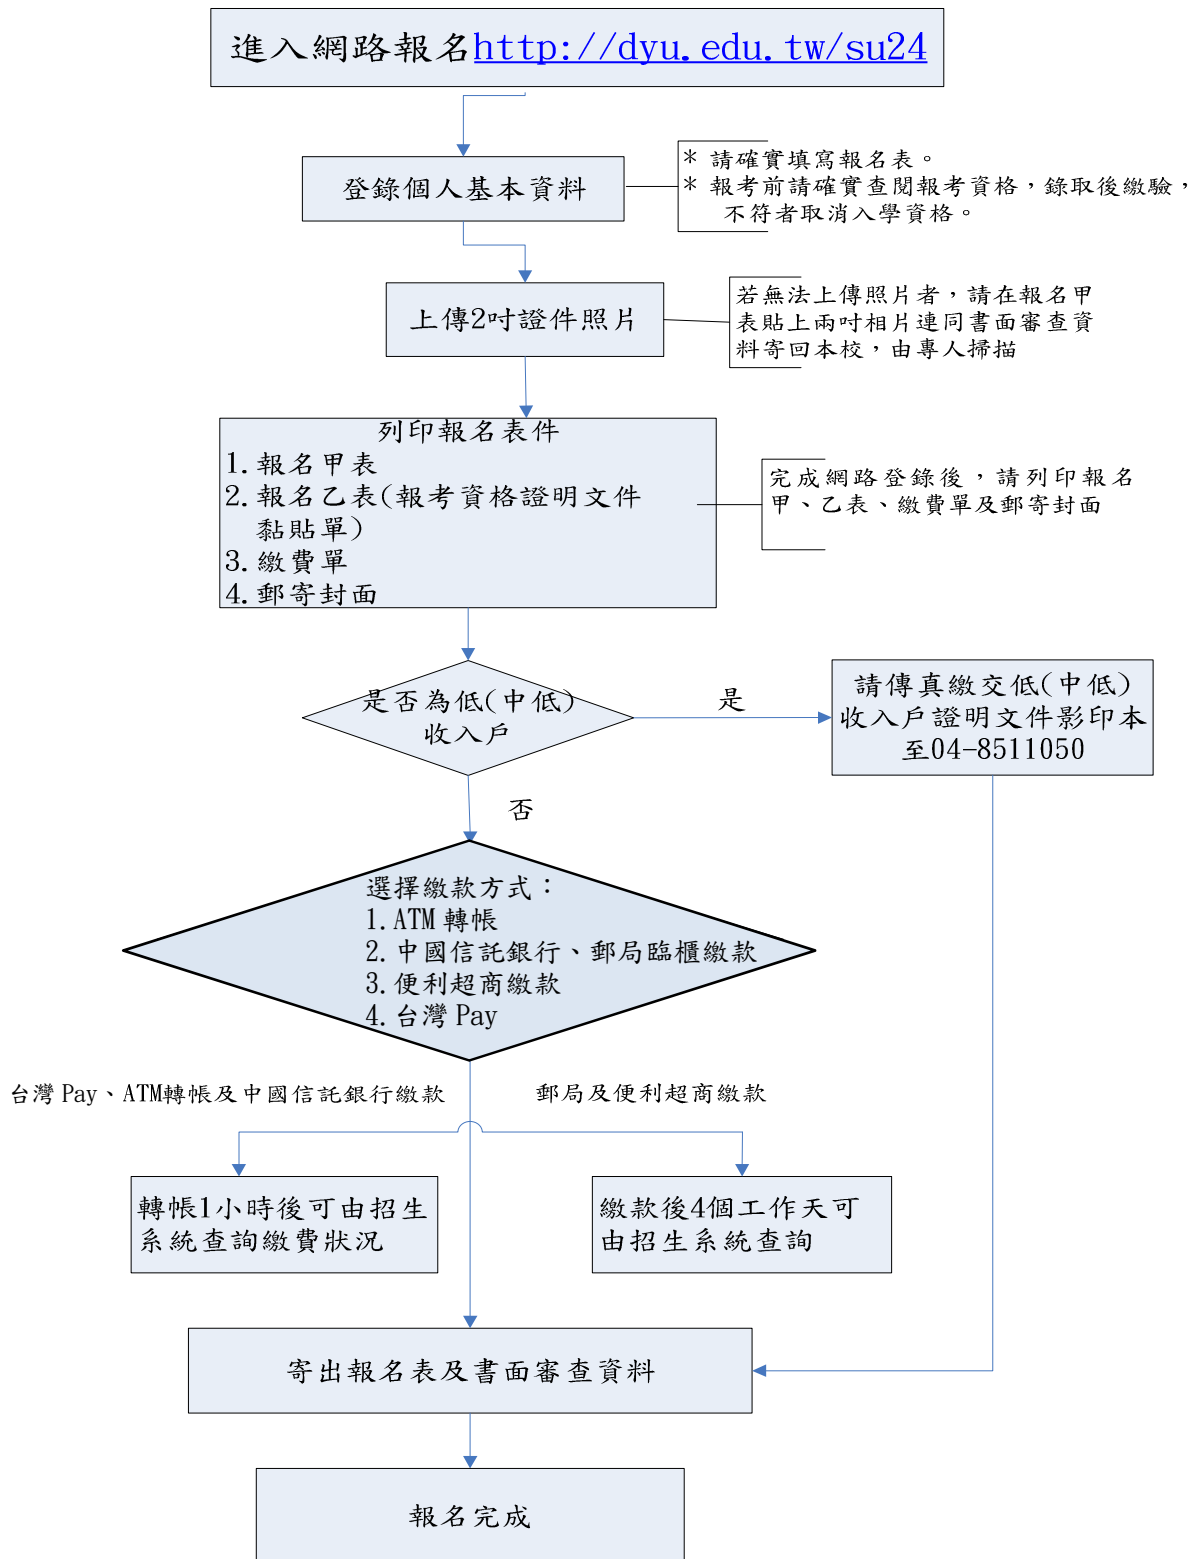 進入網路報名http://dyu.edu.tw/su24
登錄個人基本資料
* 請確實填寫報名表。
* 報考前請確實查閱報考資格，錄取後繳驗，
不符者取消入學資格。
上傳2吋證件照片
若無法上傳照片者，請在報名甲
表貼上兩吋相片連同書面審查資
料寄回本校，由專人掃描
列印報名表件
1.報名甲表
2.報名乙表(報考資格證明文件
黏貼單)
3.繳費單
4.郵寄封面
完成網路登錄後，請列印報名
甲、乙表、繳費單及郵寄封面
是否為低(中低)
收入戶
是
請傳真繳交低(中低)
收入戶證明文件影印本
至04-8511050
否
選擇繳款方式：
1.ATM 轉帳
2.中國信託銀行、郵局臨櫃繳款
3.便利超商繳款
4.台灣 Pay
台灣 Pay、ATM轉帳及中國信託銀行繳款
郵局及便利超商繳款
轉帳1小時後可由招生
系統查詢繳費狀況
繳款後4個工作天可
由招生系統查詢
寄出報名表及書面審查資料
報名完成